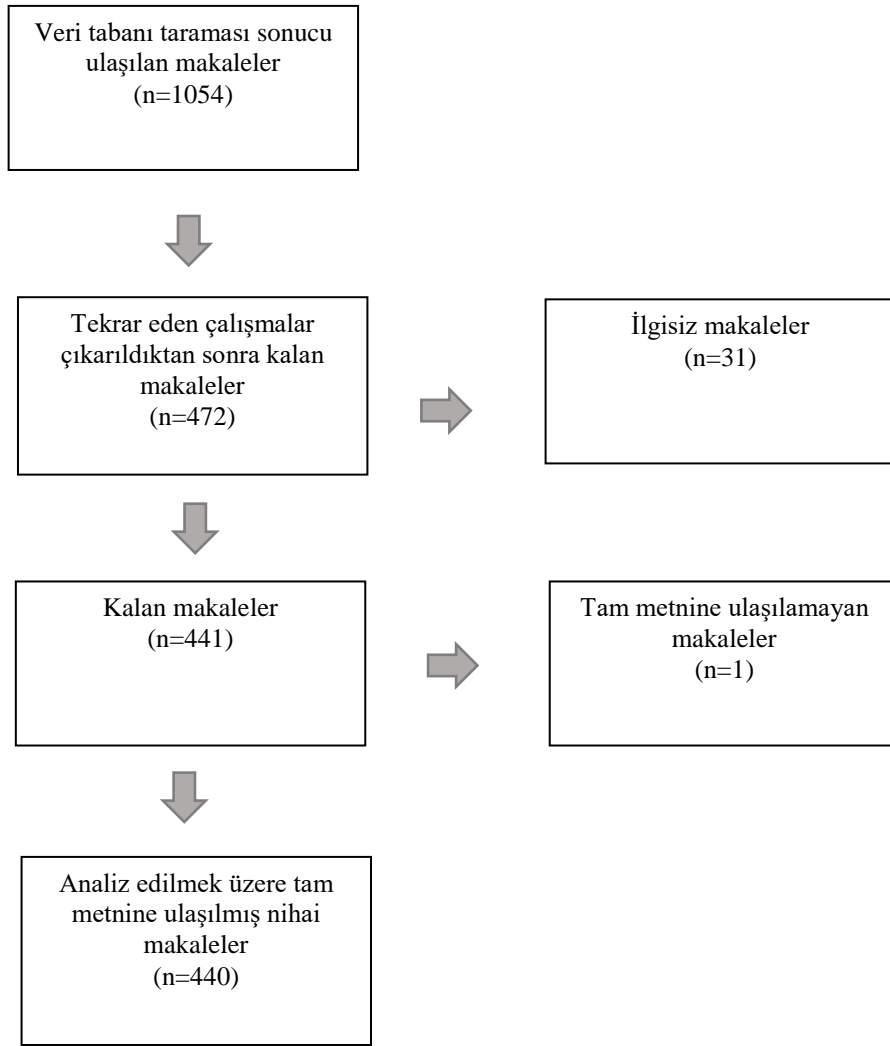 Veri tabanı taraması sonucu
ulaşılan makaleler
(n=1054)
Tekrar eden çalışmalar
çıkarıldıktan sonra kalan
makaleler
(n=472)
İlgisiz makaleler
(n=31)
Kalan makaleler
(n=441)
Tam metnine ulaşılamayan
makaleler
(n=1)
Analiz edilmek üzere tam
metnine ulaşılmış nihai
makaleler
(n=440)